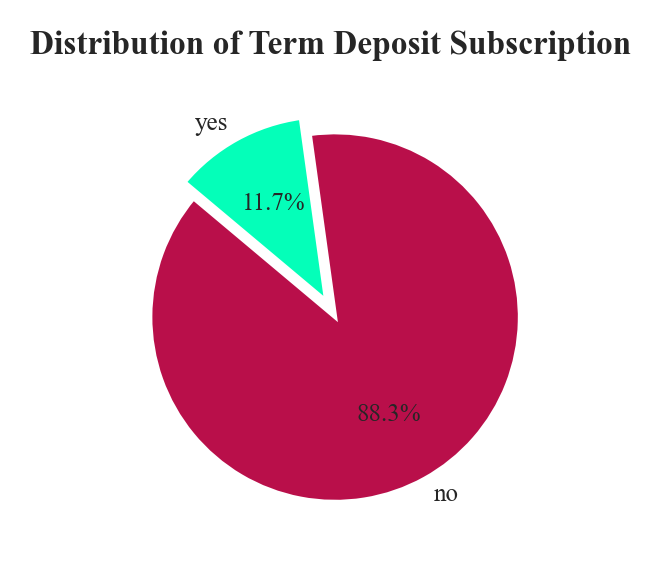 Distribution of Term Deposit Subscription
yes
11.7%
88.3%
no